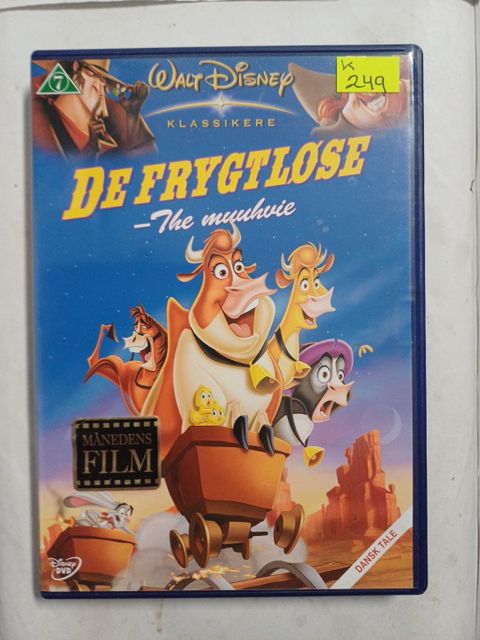 7
WALT DISNEY
KLASSIKERE
K
249
DE FRYGTLØSE
–The muuhvie
MÅNEDENS
FILM
DISNEY
DVD
DANSK TALE